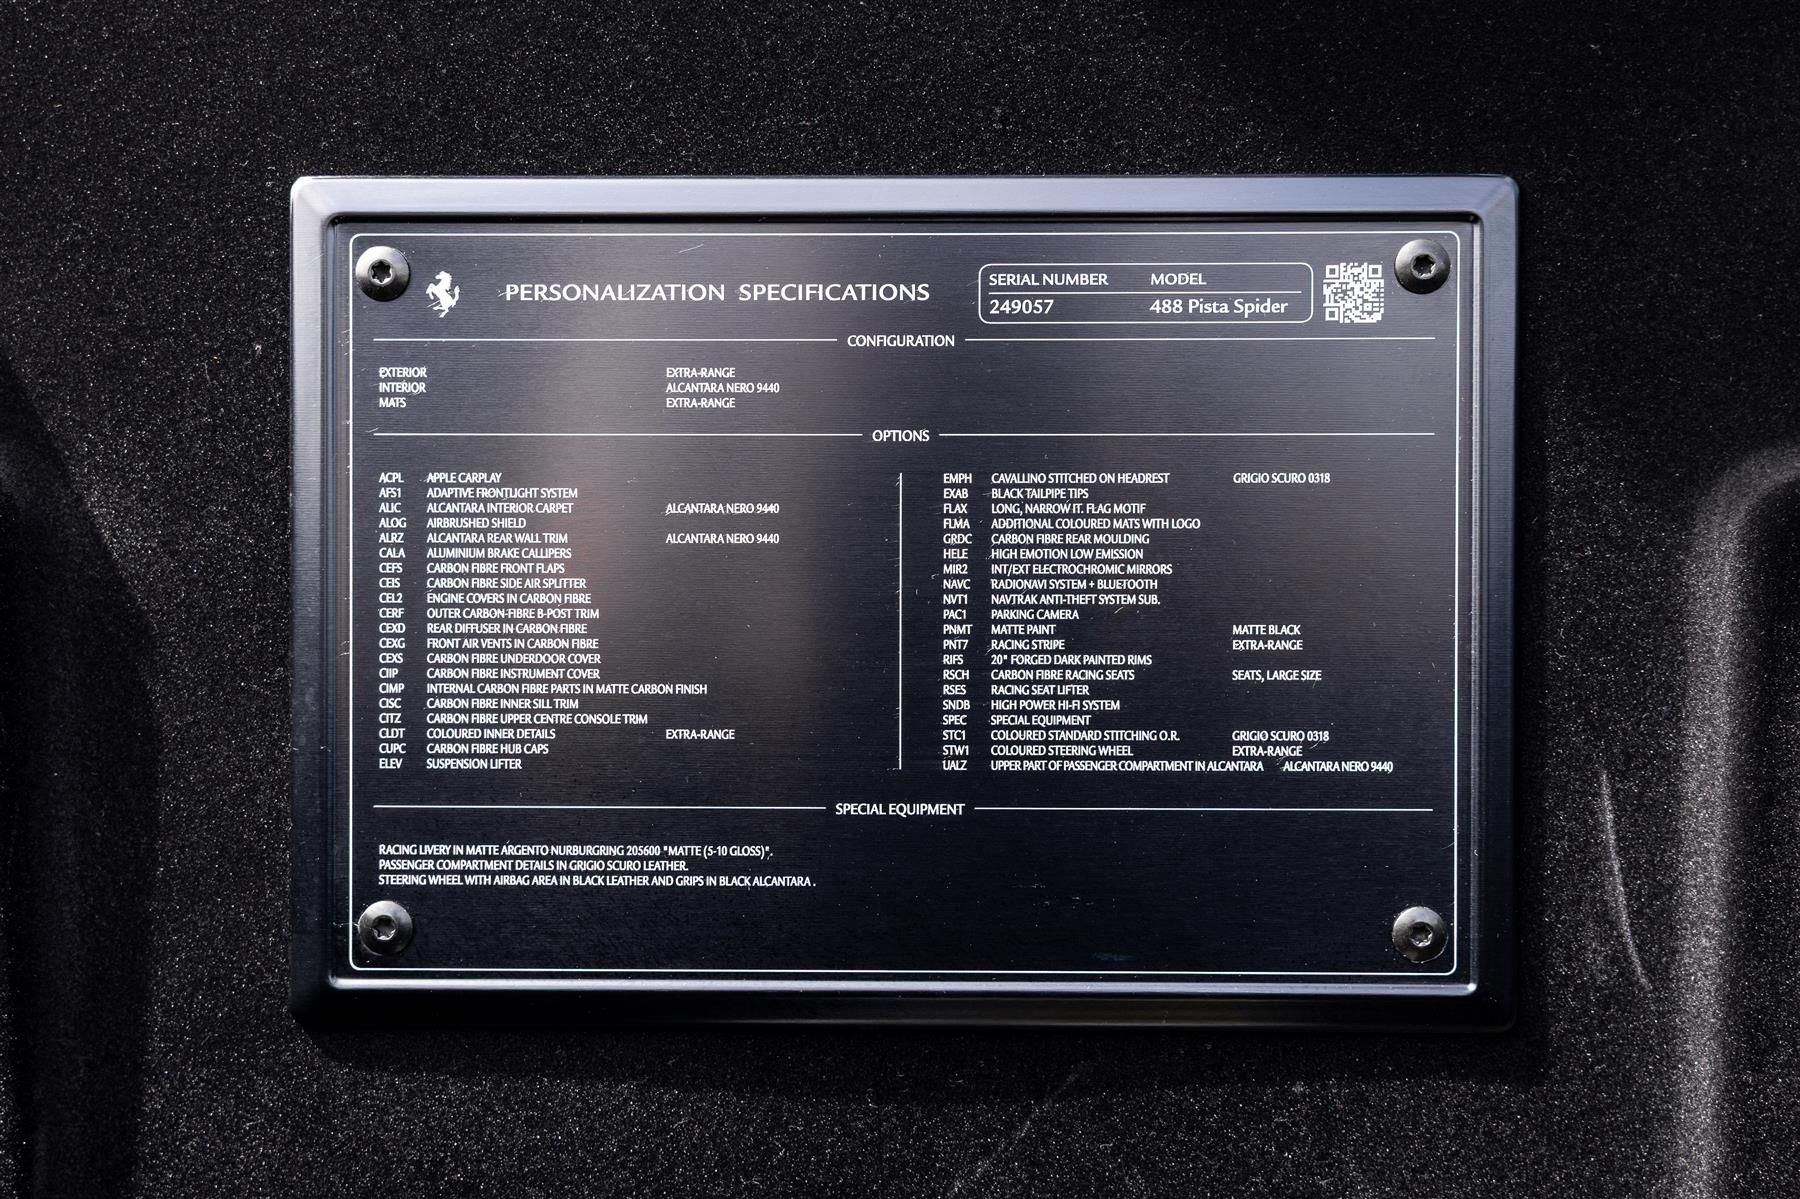 PERSONALIZATION SPECIFICATIONS
SERIAL NUMBER MODEL
249057 488 Pista Spider
CONFIGURATION
EXTERIOR EXTRA-RANGE
INTERIOR ALCANTARA NERO 9440
MATS EXTRA-RANGE
OPTIONS
ACPL APPLE CARPLAY
AFS1 ADAPTIVE FRONTLIGHT SYSTEM
ALIC ALCANTARA INTERIOR CARPET ALCANTARA NERO 9440
ALOG AIRBRUSHED SHIELD
ALRZ ALCANTARA REAR WALL TRIM ALCANTARA NERO 9440
CALA ALUMINIUM BRAKE CALLIPERS
CEFS CARBON FIBRE FRONT FLAPS
CEIS CARBON FIBRE SIDE AIR SPLITTER
CEL2 ENGINE COVERS IN CARBON FIBRE
CERF OUTER CARBON-FIBRE B-POST TRIM
CEXD REAR DIFFUSER IN CARBON FIBRE
CEXG FRONT AIR VENTS IN CARBON FIBRE
CEXS CARBON FIBRE UNDERDOOR COVER
CIIP CARBON FIBRE INSTRUMENT COVER
CIMP INTERNAL CARBON FIBRE PARTS IN MATTE CARBON FINISH
CISC CARBON FIBRE INNER SILL TRIM
CITZ CARBON FIBRE UPPER CENTRE CONSOLE TRIM
CLDT COLOURED INNER DETAILS EXTRA-RANGE
CUPC CARBON FIBRE HUB CAPS
ELEV SUSPENSION LIFTER
EMPH CAVALLINO STITCHED ON HEADREST GRIGIO SCURO 0318
EXAB BLACK TAILPIPE TIPS
FLAX LONG, NARROW IT. FLAG MOTIF
FLMA ADDITIONAL COLOURED MATS WITH LOGO
GRDC CARBON FIBRE REAR MOULDING
HELE HIGH EMOTION LOW EMISSION
MIR2 INT/EXT ELECTROCHROMIC MIRRORS
NAVC RADIONAVI SYSTEM + BLUETOOTH
NVT1 NAVTRAK ANTI-THEFT SYSTEM SUB.
PAC1 PARKING CAMERA
PNMT MATTE PAINT MATTE BLACK
PNT7 RACING STRIPE EXTRA-RANGE
RIFS 20" FORGED DARK PAINTED RIMS
RSCH CARBON FIBRE RACING SEATS SEATS, LARGE SIZE
RSES RACING SEAT LIFTER
SNDB HIGH POWER HI-FI SYSTEM
SPEC SPECIAL EQUIPMENT
STC1 COLOURED STANDARD STITCHING O.R. GRIGIO SCURO 0318
STW1 COLOURED STEERING WHEEL EXTRA-RANGE
UALZ UPPER PART OF PASSENGER COMPARTMENT IN ALCANTARA ALCANTARA NERO 9440
SPECIAL EQUIPMENT
RACING LIVERY IN MATTE ARGENTO NURBURGRING 205600 "MATTE (5-10 GLOSS)".
PASSENGER COMPARTMENT DETAILS IN GRIGIO SCURO LEATHER.
STEERING WHEEL WITH AIRBAG AREA IN BLACK LEATHER AND GRIPS IN BLACK ALCANTARA .